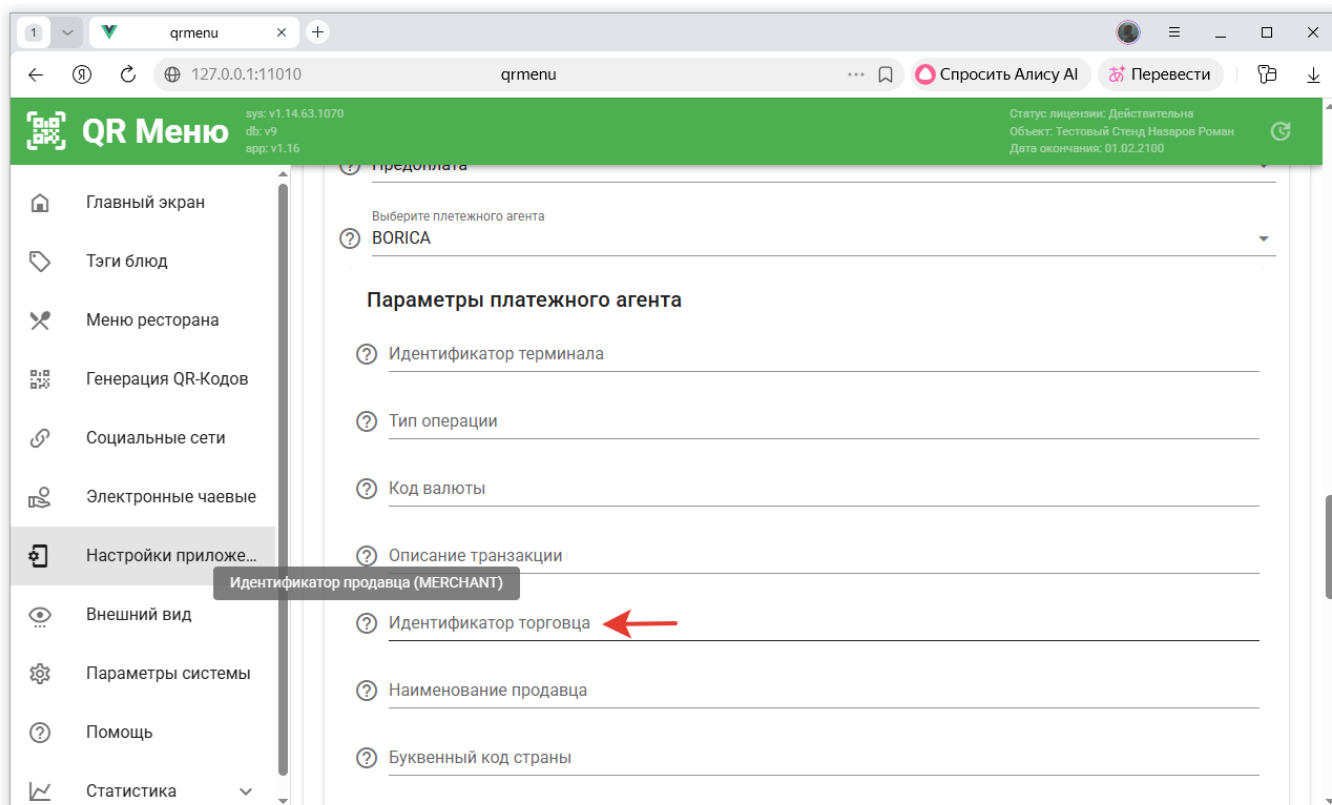 1
qrmenu
127.0.0.1:11010
qrmenu
Спросить Алису AI
Перевести
QR Меню
sys: v1.14.63.1070
db: v9
app: v1.16
Статус лицензии: Действительна
Объект: Тестовый Стенд Назаров Роман
Дата окончания: 01.02.2100
Главный экран
Тэги блюд
Меню ресторана
Генерация QR-Кодов
Социальные сети
Электронные чаевые
Настройки приложе...
Внешний вид
Параметры системы
Помощь
Статистика
Предоплата
Выберите плетежного агента
BORICA
Параметры платежного агента
Идентификатор терминала
Тип операции
Код валюты
Описание транзакции
Идентификатор продавца (MERCHANT)
Идентификатор торговца
Наименование продавца
Буквенный код страны